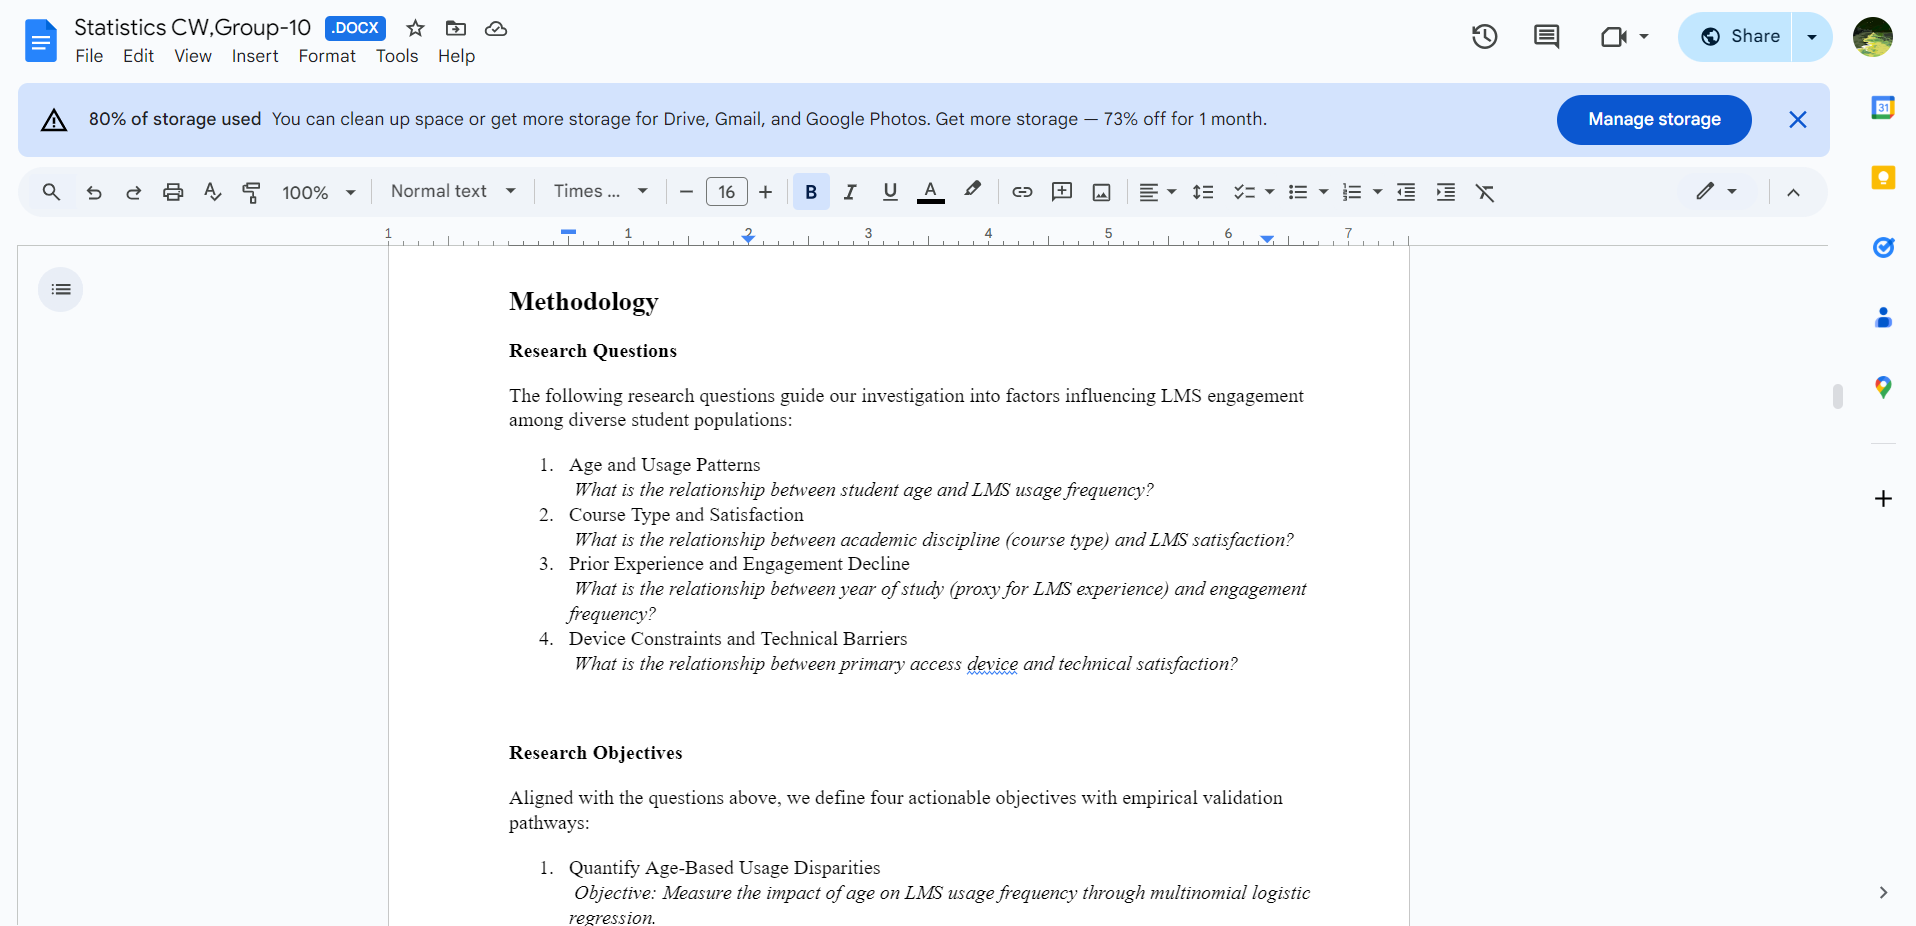 Statistics CW,Group-10 .DOCX
File Edit View Insert Format Tools Help
Share
80% of storage used You can clean up space or get more storage for Drive, Gmail, and Google Photos. Get more storage — 73% off for 1 month.
Manage storage
100% Normal text Times ... 16 B I U A
1 1 2 3 4 5 6 7
31
Methodology
Research Questions
The following research questions guide our investigation into factors influencing LMS engagement
among diverse student populations:
1. Age and Usage Patterns
What is the relationship between student age and LMS usage frequency?
2. Course Type and Satisfaction
What is the relationship between academic discipline (course type) and LMS satisfaction?
3. Prior Experience and Engagement Decline
What is the relationship between year of study (proxy for LMS experience) and engagement
frequency?
4. Device Constraints and Technical Barriers
What is the relationship between primary access device and technical satisfaction?
Research Objectives
Aligned with the questions above, we define four actionable objectives with empirical validation
pathways:
1. Quantify Age-Based Usage Disparities
Objective: Measure the impact of age on LMS usage frequency through multinomial logistic
regression.